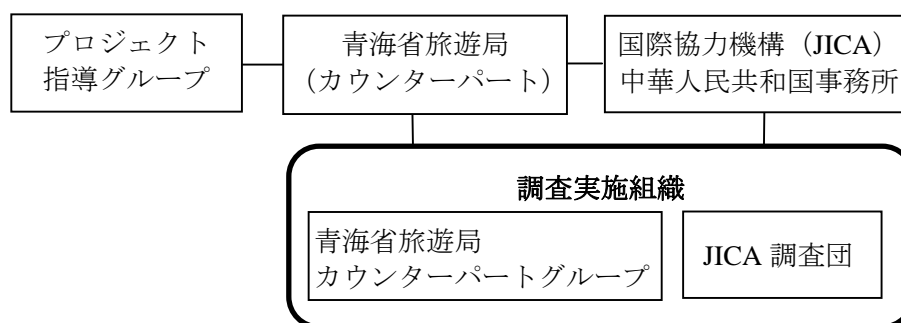 プロジェクト
指導グループ
青海省旅遊局
(カウンターパート)
国際協力機構（JICA）
中華人民共和国事務所
調査実施組織
青海省旅遊局
カウンターパートグループ
JICA 調査団